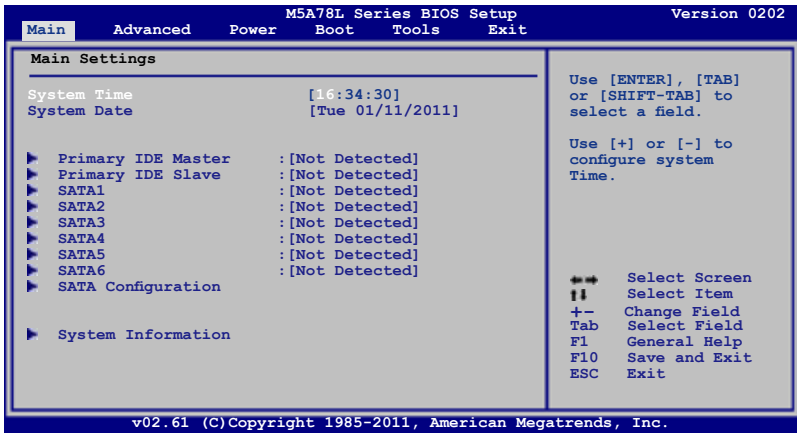 M5A78L Series BIOS Setup Version 0202
Main Advanced Power Boot Tools Exit
Main Settings
System Time [16:34:30]
System Date [Tue 01/11/2011]
Primary IDE Master :[Not Detected]
Primary IDE Slave :[Not Detected]
SATA1 :[Not Detected]
SATA2 :[Not Detected]
SATA3 :[Not Detected]
SATA4 :[Not Detected]
SATA5 :[Not Detected]
SATA6 :[Not Detected]
SATA Configuration
System Information
Use [ENTER], [TAB]
or [SHIFT-TAB] to
select a field.
Use [+] or [-] to
configure system
Time.
←→ Select Screen
↑↓ Select Item
+- Change Field
Tab Select Field
F1 General Help
F10 Save and Exit
ESC Exit
v02.61 (C)Copyright 1985-2011, American Megatrends, Inc.